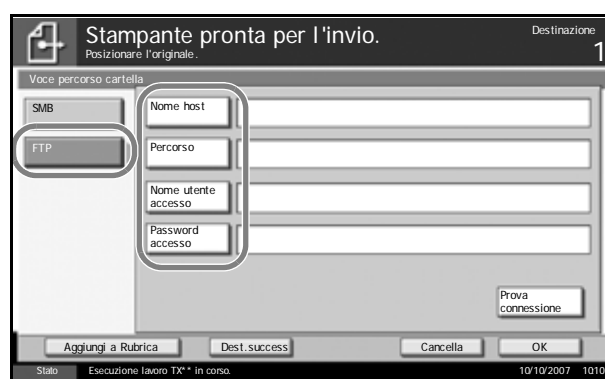 Stampante pronta per l'invio.
Destinazione
Posizionare l'originale.
1
Voce percorso cartella
SMB
Nome host
FTP
Percorso
Nome utente
accesso
Password
accesso
Prova
connessione
Aggiungi a Rubrica
Dest.success
Cancella
OK
Stato
Esecuzione lavoro TX** in corso.
10/10/2007
1010